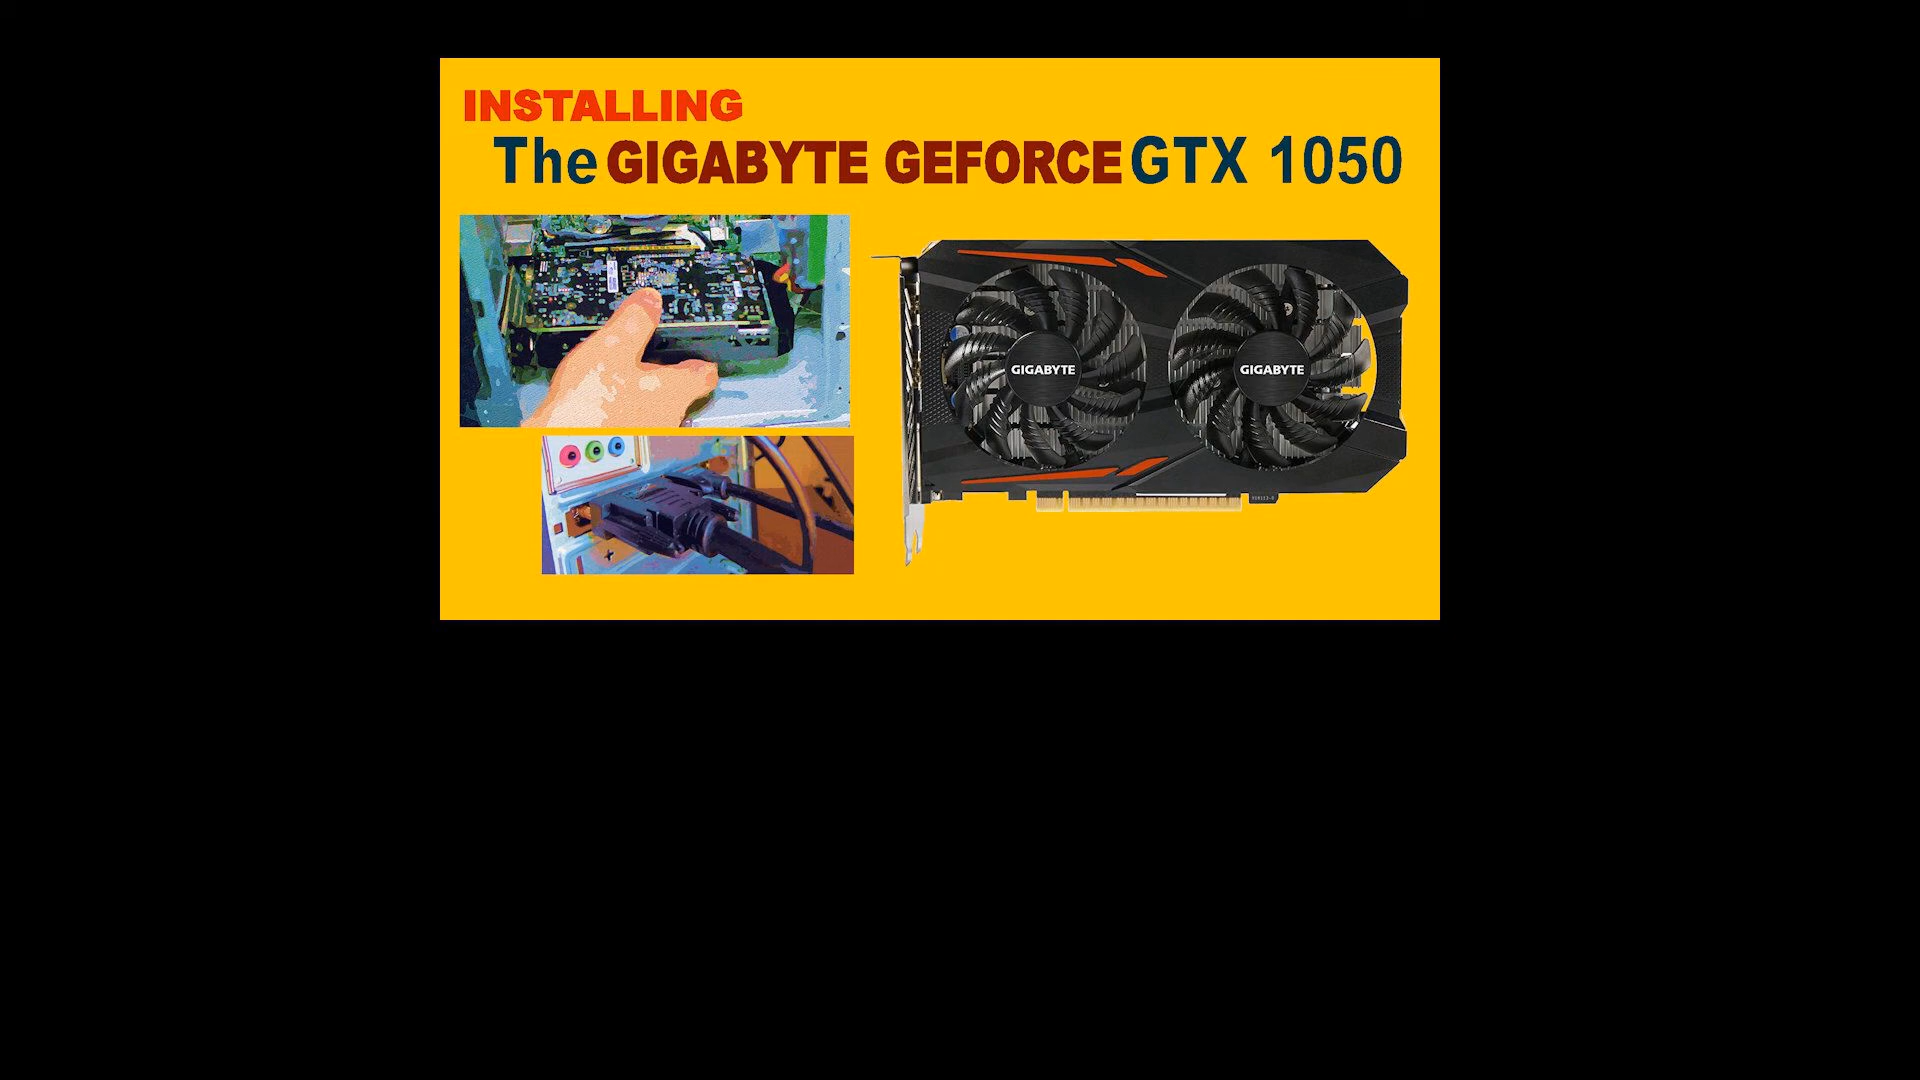 INSTALLING
The GIGABYTE GEFORCE GTX 1050
GIGABYTE
GIGABYTE